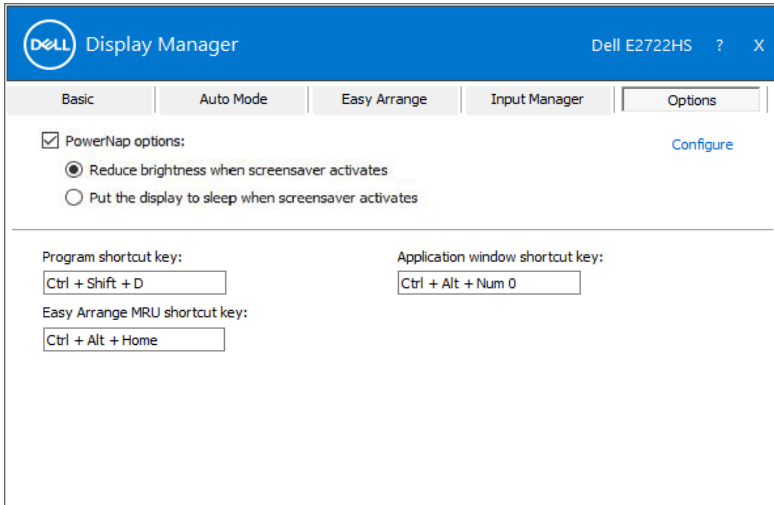 DELL Display Manager Dell E2722HS ? X
Basic Auto Mode Easy Arrange Input Manager Options
PowerNap options: Configure
Reduce brightness when screensaver activates
Put the display to sleep when screensaver activates
Program shortcut key: Application window shortcut key:
Ctrl + Shift + D Ctrl + Alt + Num 0
Easy Arrange MRU shortcut key:
Ctrl + Alt + Home